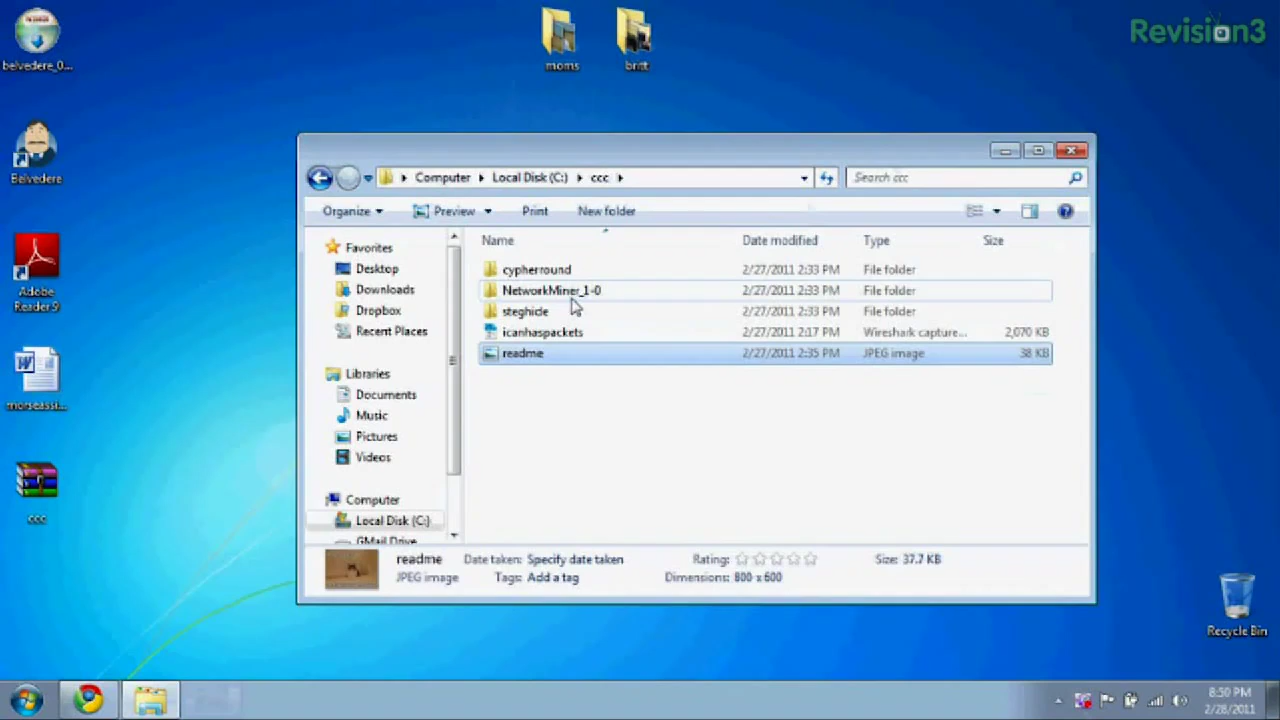 Revision3
belvedere_0...
moms
britt
Belvedere
Adobe
Reader 9
morseassi...
ccc
Computer
Local Disk (C:)
ccc
Search ccc
Organize
Preview
Print
New folder
Name
Date modified
Type
Size
Favorites
Desktop
Downloads
Dropbox
Recent Places
Libraries
Documents
Music
Pictures
Videos
Computer
Local Disk (C:)
GMail Drive
cypherround 2/27/2011 2:33 PM File folder
NetworkMiner_1-0 2/27/2011 2:33 PM File folder
steghide 2/27/2011 2:33 PM File folder
icanhaspackets 2/27/2011 2:17 PM Wireshark capture... 2,070 KB
readme 2/27/2011 2:35 PM JPEG image 38 KB
readme Date taken: Specify date taken Rating: Size: 37.7 KB
JPEG image Tags: Add a tag Dimensions: 800 x 600
Recycle Bin
8:50 PM
2/28/2011